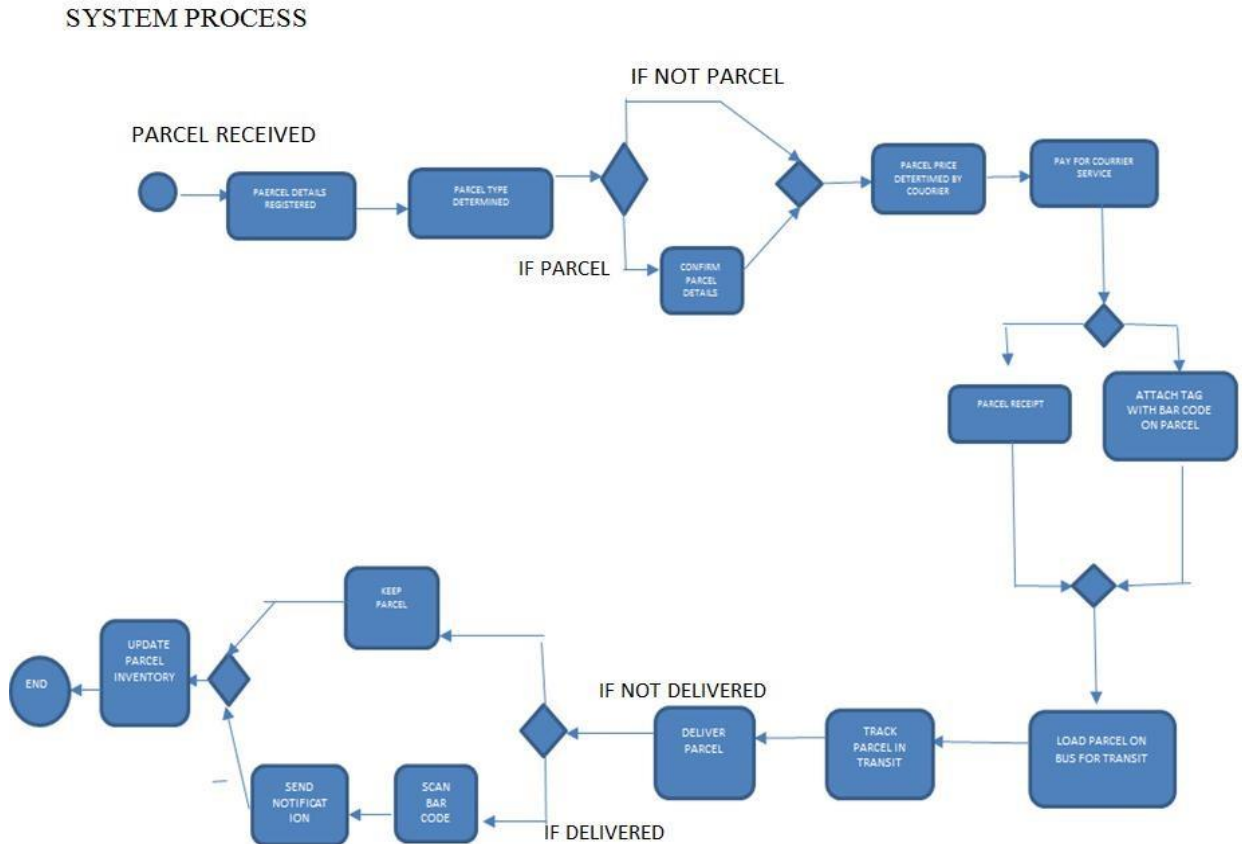 SYSTEM PROCESS
IF NOT PARCEL
PARCEL RECEIVED
PAERCEL DETAILS
REGISTERED
PARCEL TYPE
DETERMINED
IF PARCEL
CONFIRM
PARCEL
DETAILS
PARCEL PRICE
DETERTIMED BY
COUORIER
PAY FOR COURRIER
SERVICE
PARCEL RECEIPT
ATTACH TAG
WITH BAR CODE
ON PARCEL
LOAD PARCEL ON
BUS FOR TRANSIT
TRACK
PARCEL IN
TRANSIT
DELIVER
PARCEL
IF NOT DELIVERED
KEEP
PARCEL
IF DELIVERED
SCAN
BAR
CODE
SEND
NOTIFICAT
ION
UPDATE
PARCEL
INVENTORY
END